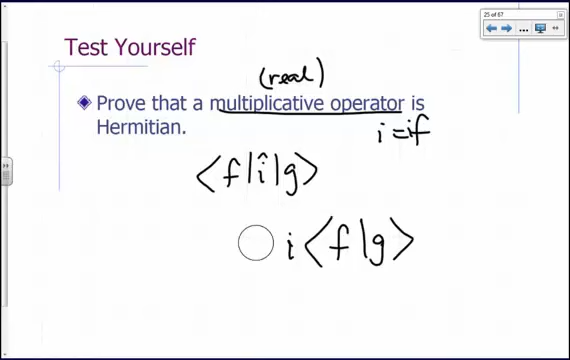 25 of 67
Test Yourself
(real)
Prove that a multiplicative operator is
Hermitian.
i = if
<f|î|g>
i<f|g>